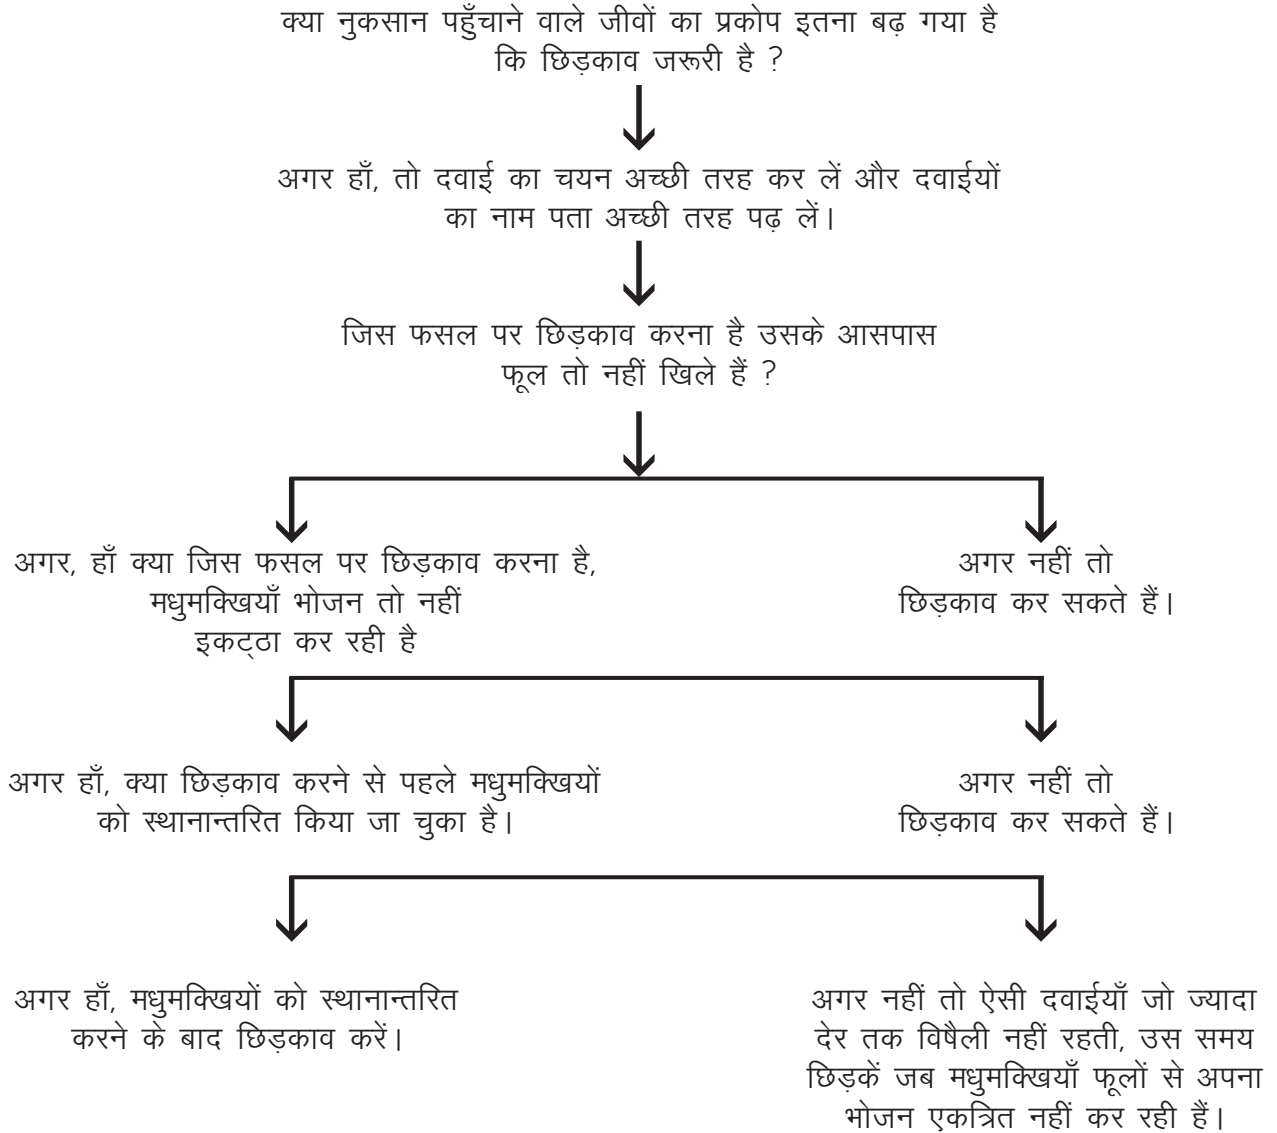 क्या नुकसान पहुँचाने वाले जीवों का प्रकोप इतना बढ़ गया है
कि छिड़काव जरूरी है ?
अगर हाँ, तो दवाई का चयन अच्छी तरह कर लें और दवाईयों
का नाम पता अच्छी तरह पढ़ लें।
जिस फसल पर छिड़काव करना है उसके आसपास
फूल तो नहीं खिले हैं ?
अगर, हाँ क्या जिस फसल पर छिड़काव करना है,
मधुमक्खियाँ भोजन तो नहीं
इकट्ठा कर रही है
अगर नहीं तो
छिड़काव कर सकते हैं।
अगर हाँ, क्या छिड़काव करने से पहले मधुमक्खियों
को स्थानान्तरित किया जा चुका है।
अगर नहीं तो
छिड़काव कर सकते हैं।
अगर हाँ, मधुमक्खियों को स्थानान्तरित
करने के बाद छिड़काव करें।
अगर नहीं तो ऐसी दवाईयाँ जो ज्यादा
देर तक विषैली नहीं रहती, उस समय
छिड़कें जब मधुमक्खियाँ फूलों से अपना
भोजन एकत्रित नहीं कर रही हैं।